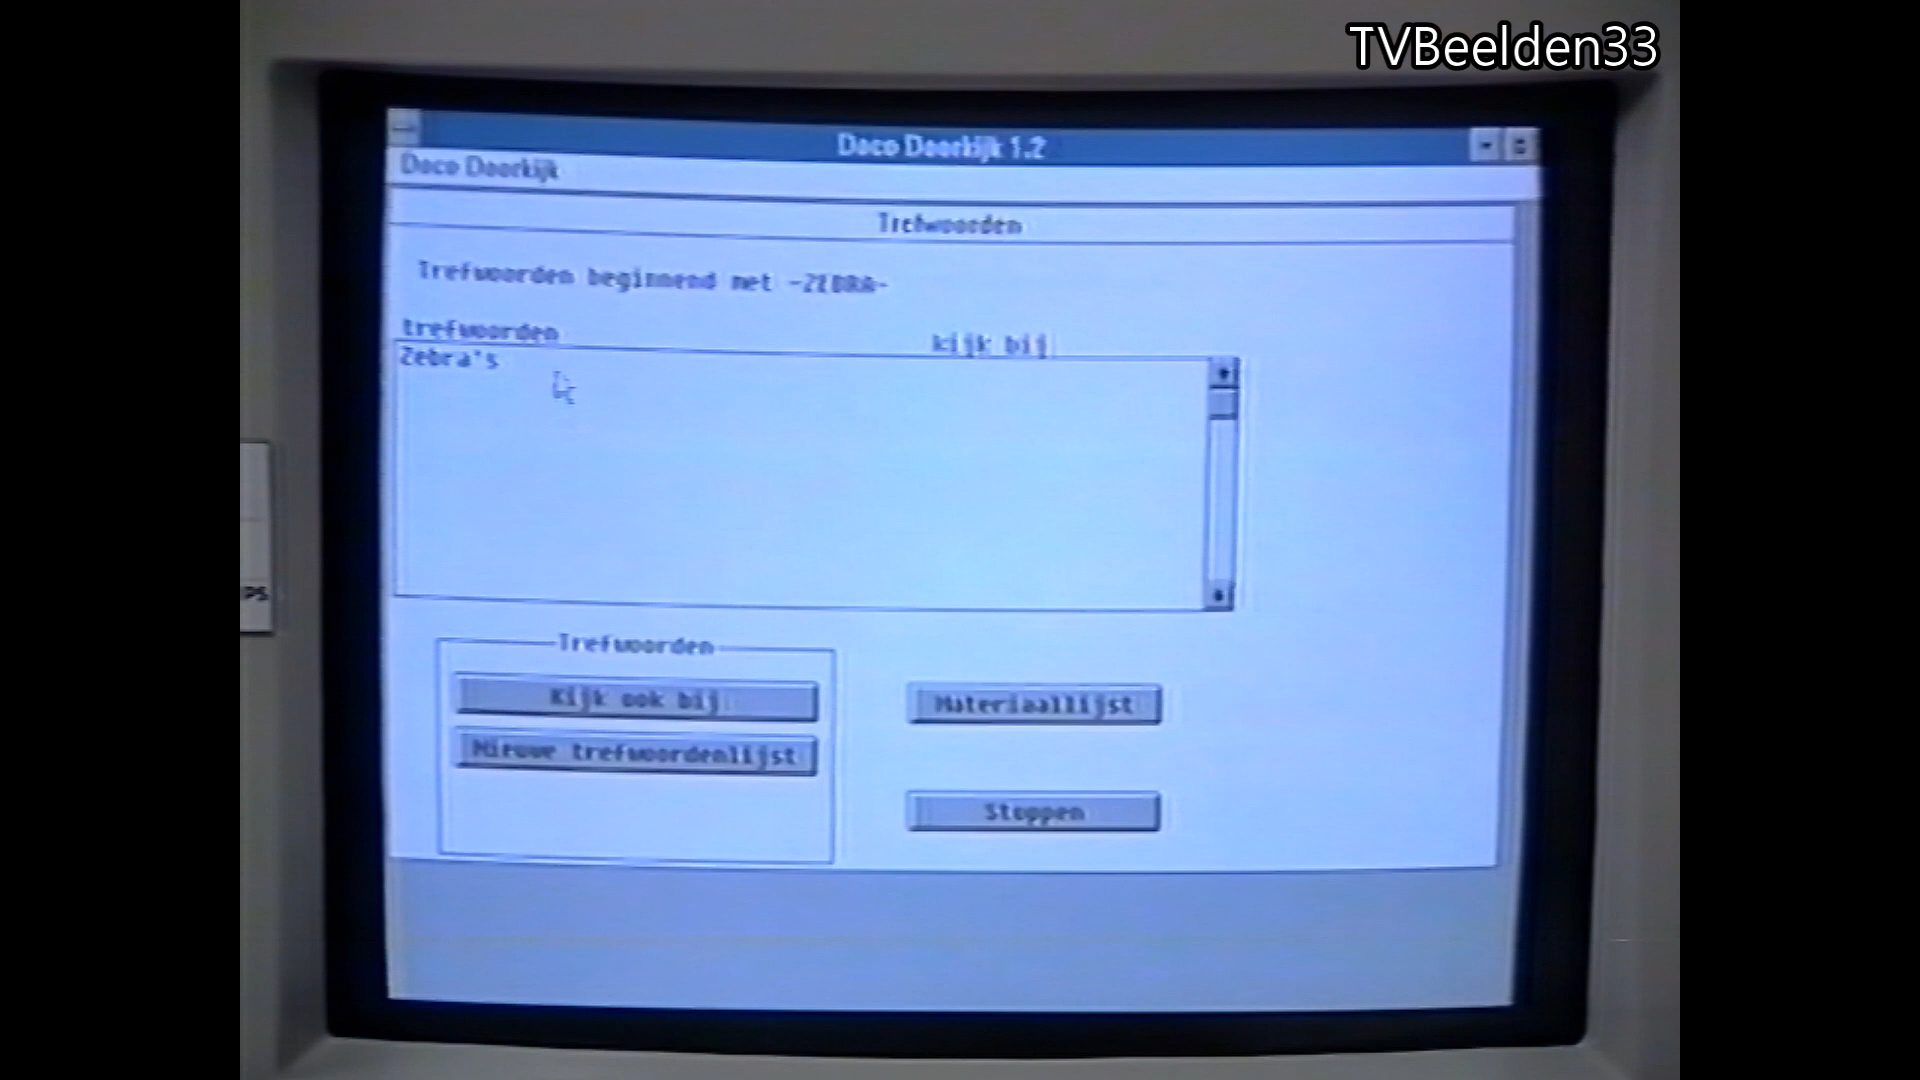 TVBeelden33
Doco Doorkijk 1.2
Doco Doorkijk
Trefwoorden
Trefwoorden beginnend met -ZEBRA-
trefwoorden
kijk bij
Zebra's
Trefwoorden
Kijk ook bij
Materiaallijst
Nieuwe trefwoordenlijst
Stoppen